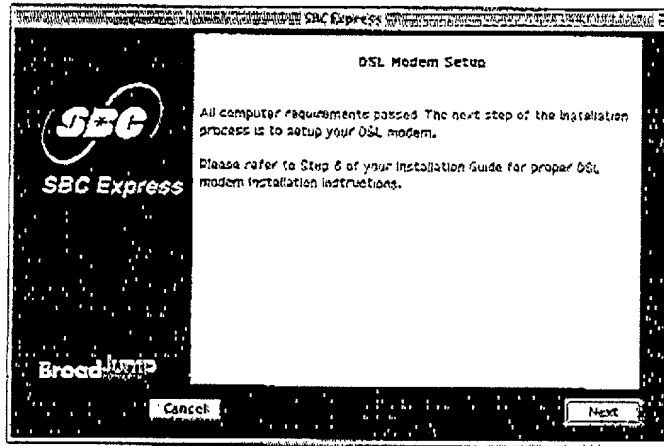 SBC Express
DSL Modem Setup
All computer requirements passed. The next step of the installation
process is to setup your DSL modem.
Please refer to Step 6 of your Installation Guide for proper DSL
modem installation instructions.
SBC
SBC Express
BroadJump
Cancel
Next